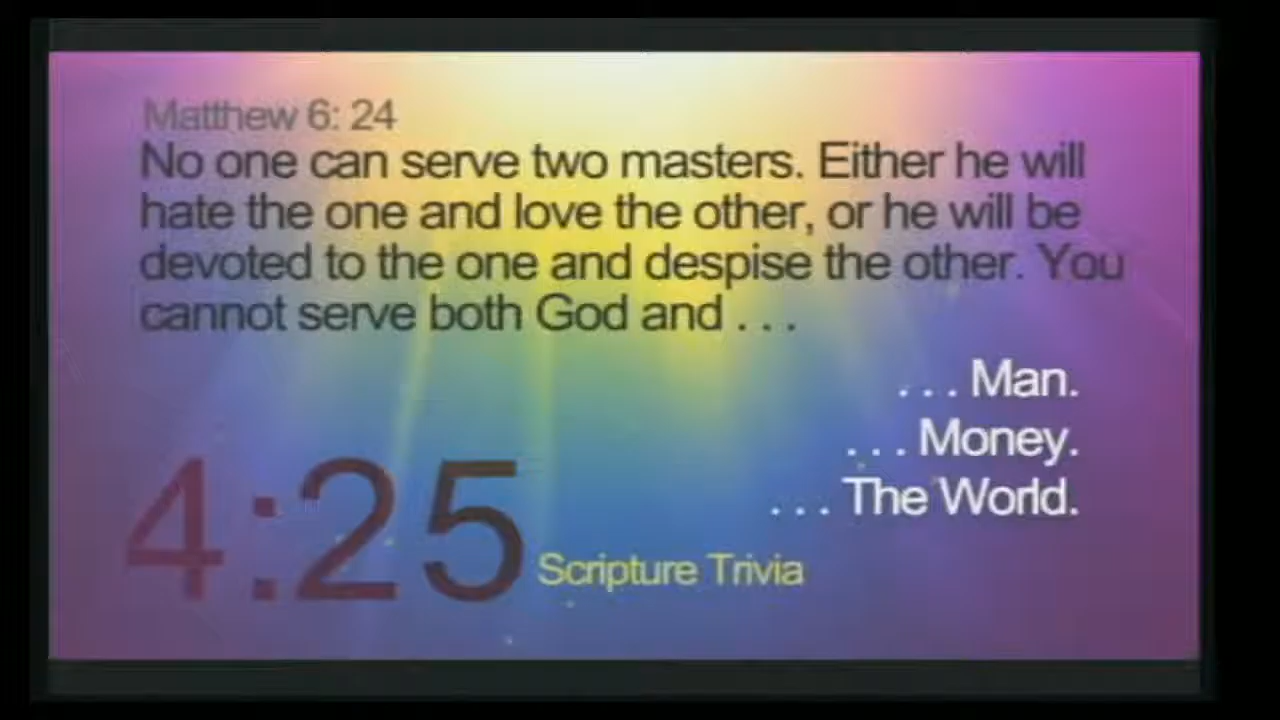 Matthew 6: 24
No one can serve two masters. Either he will
hate the one and love the other, or he will be
devoted to the one and despise the other. You
cannot serve both God and . . .
. . . Man.
. . . Money.
. . . The World.
4:25
Scripture Trivia